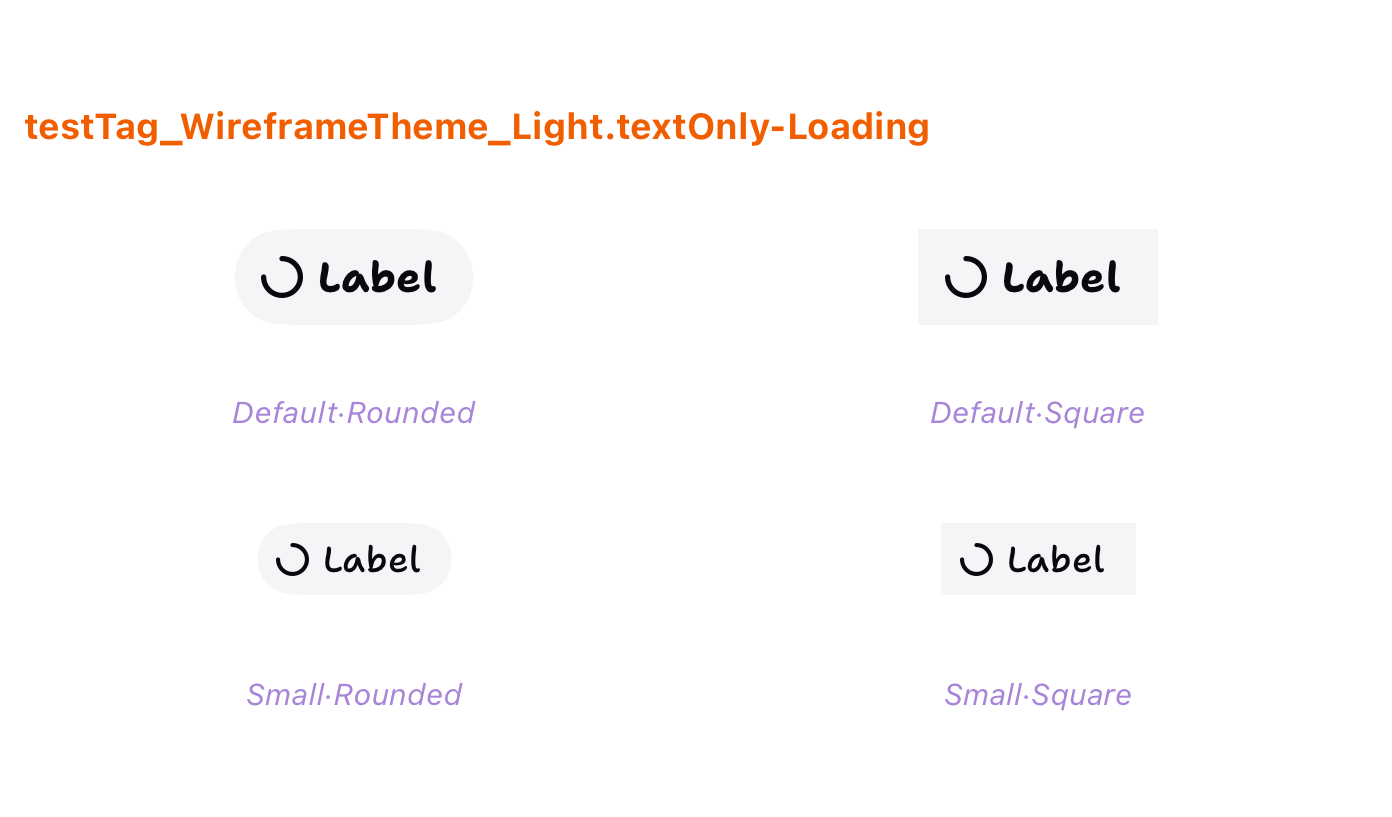 testTag_WireframeTheme_Light.textOnly-Loading
Label
Label
Default·Rounded
Default·Square
Label
Label
Small·Rounded
Small·Square